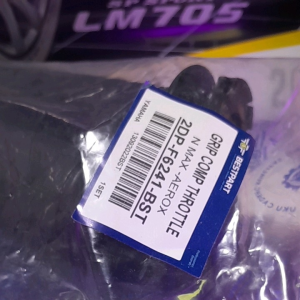 LM705
BESTPART
GRIP COMP THROTTLE
N MAX-AEROX
2DP-F6241-BST
YAMAHA
1SET